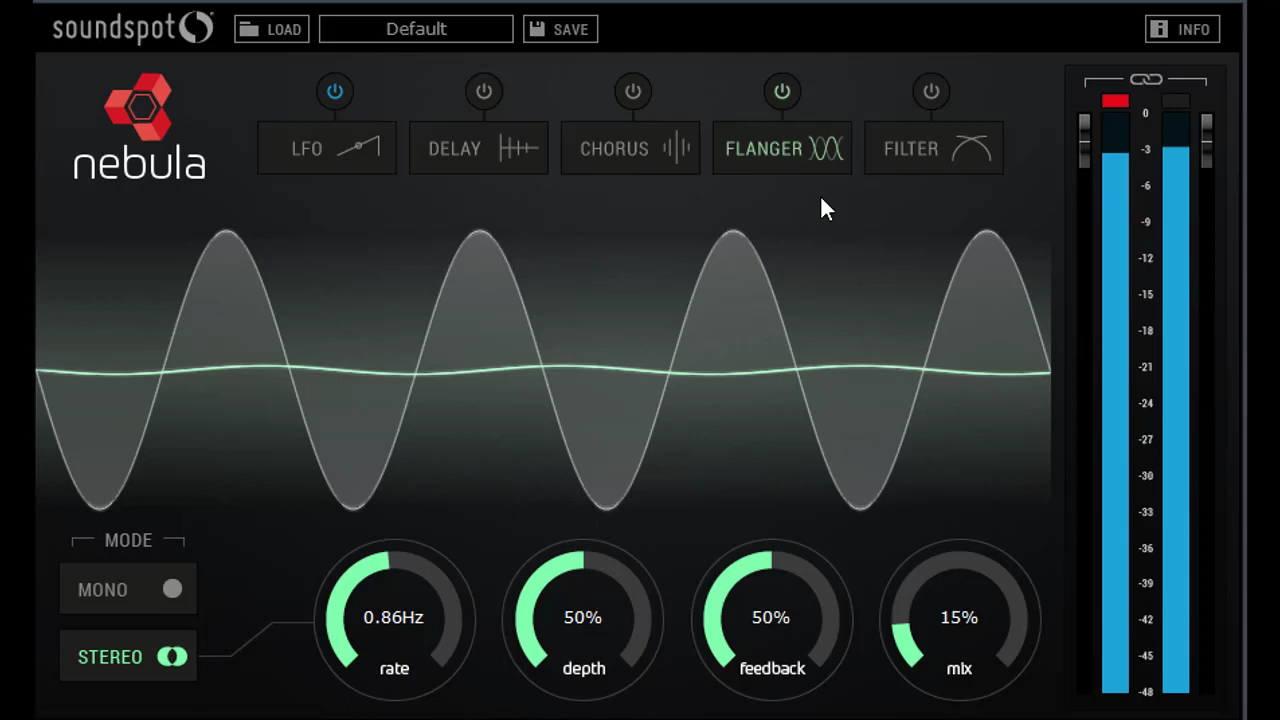 soundspot
LOAD
Default
SAVE
INFO
nebula
LFO
DELAY
CHORUS
FLANGER
FILTER
0
-3
-6
-9
-12
-15
-18
-21
-24
-27
-30
-33
-36
-39
-42
-45
-48
MODE
MONO
STEREO
0.86Hz
rate
50%
depth
50%
feedback
15%
mix